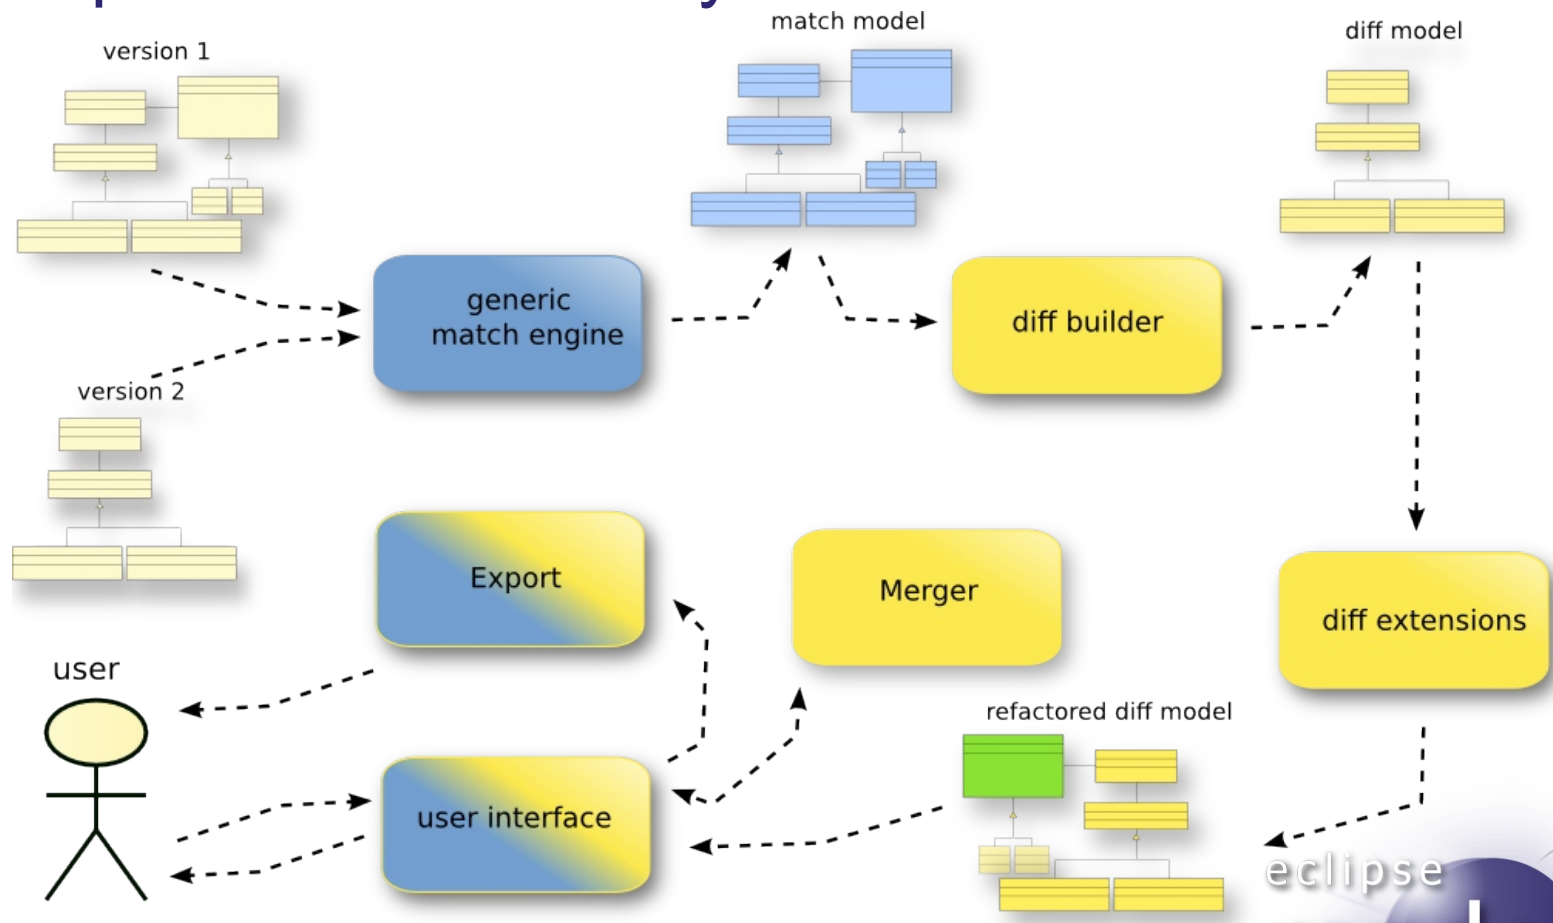 match model
diff model
version 1
generic
match engine
diff builder
version 2
Export
Merger
diff extensions
user
refactored diff model
user interface
eclipse